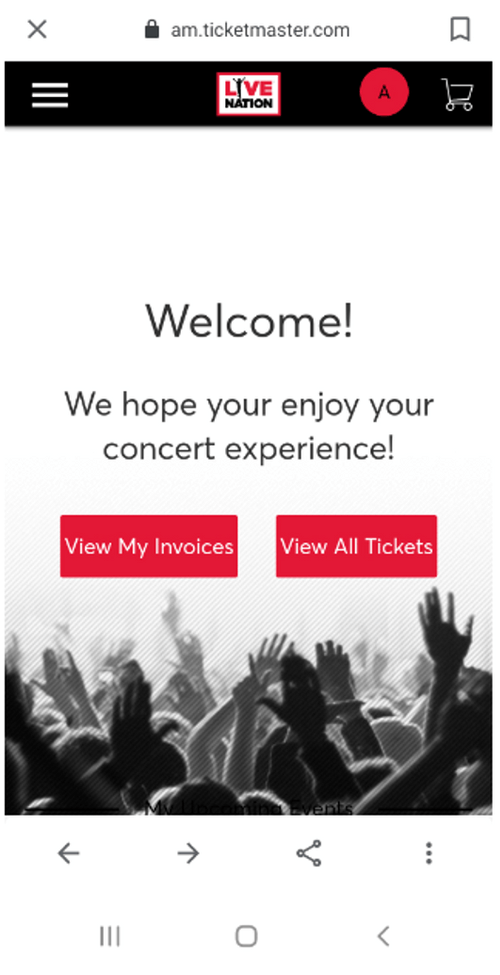 am.ticketmaster.com
LIVE
NATION
A
Welcome!
We hope your enjoy your
concert experience!
View My Invoices
View All Tickets
My Upcoming Events